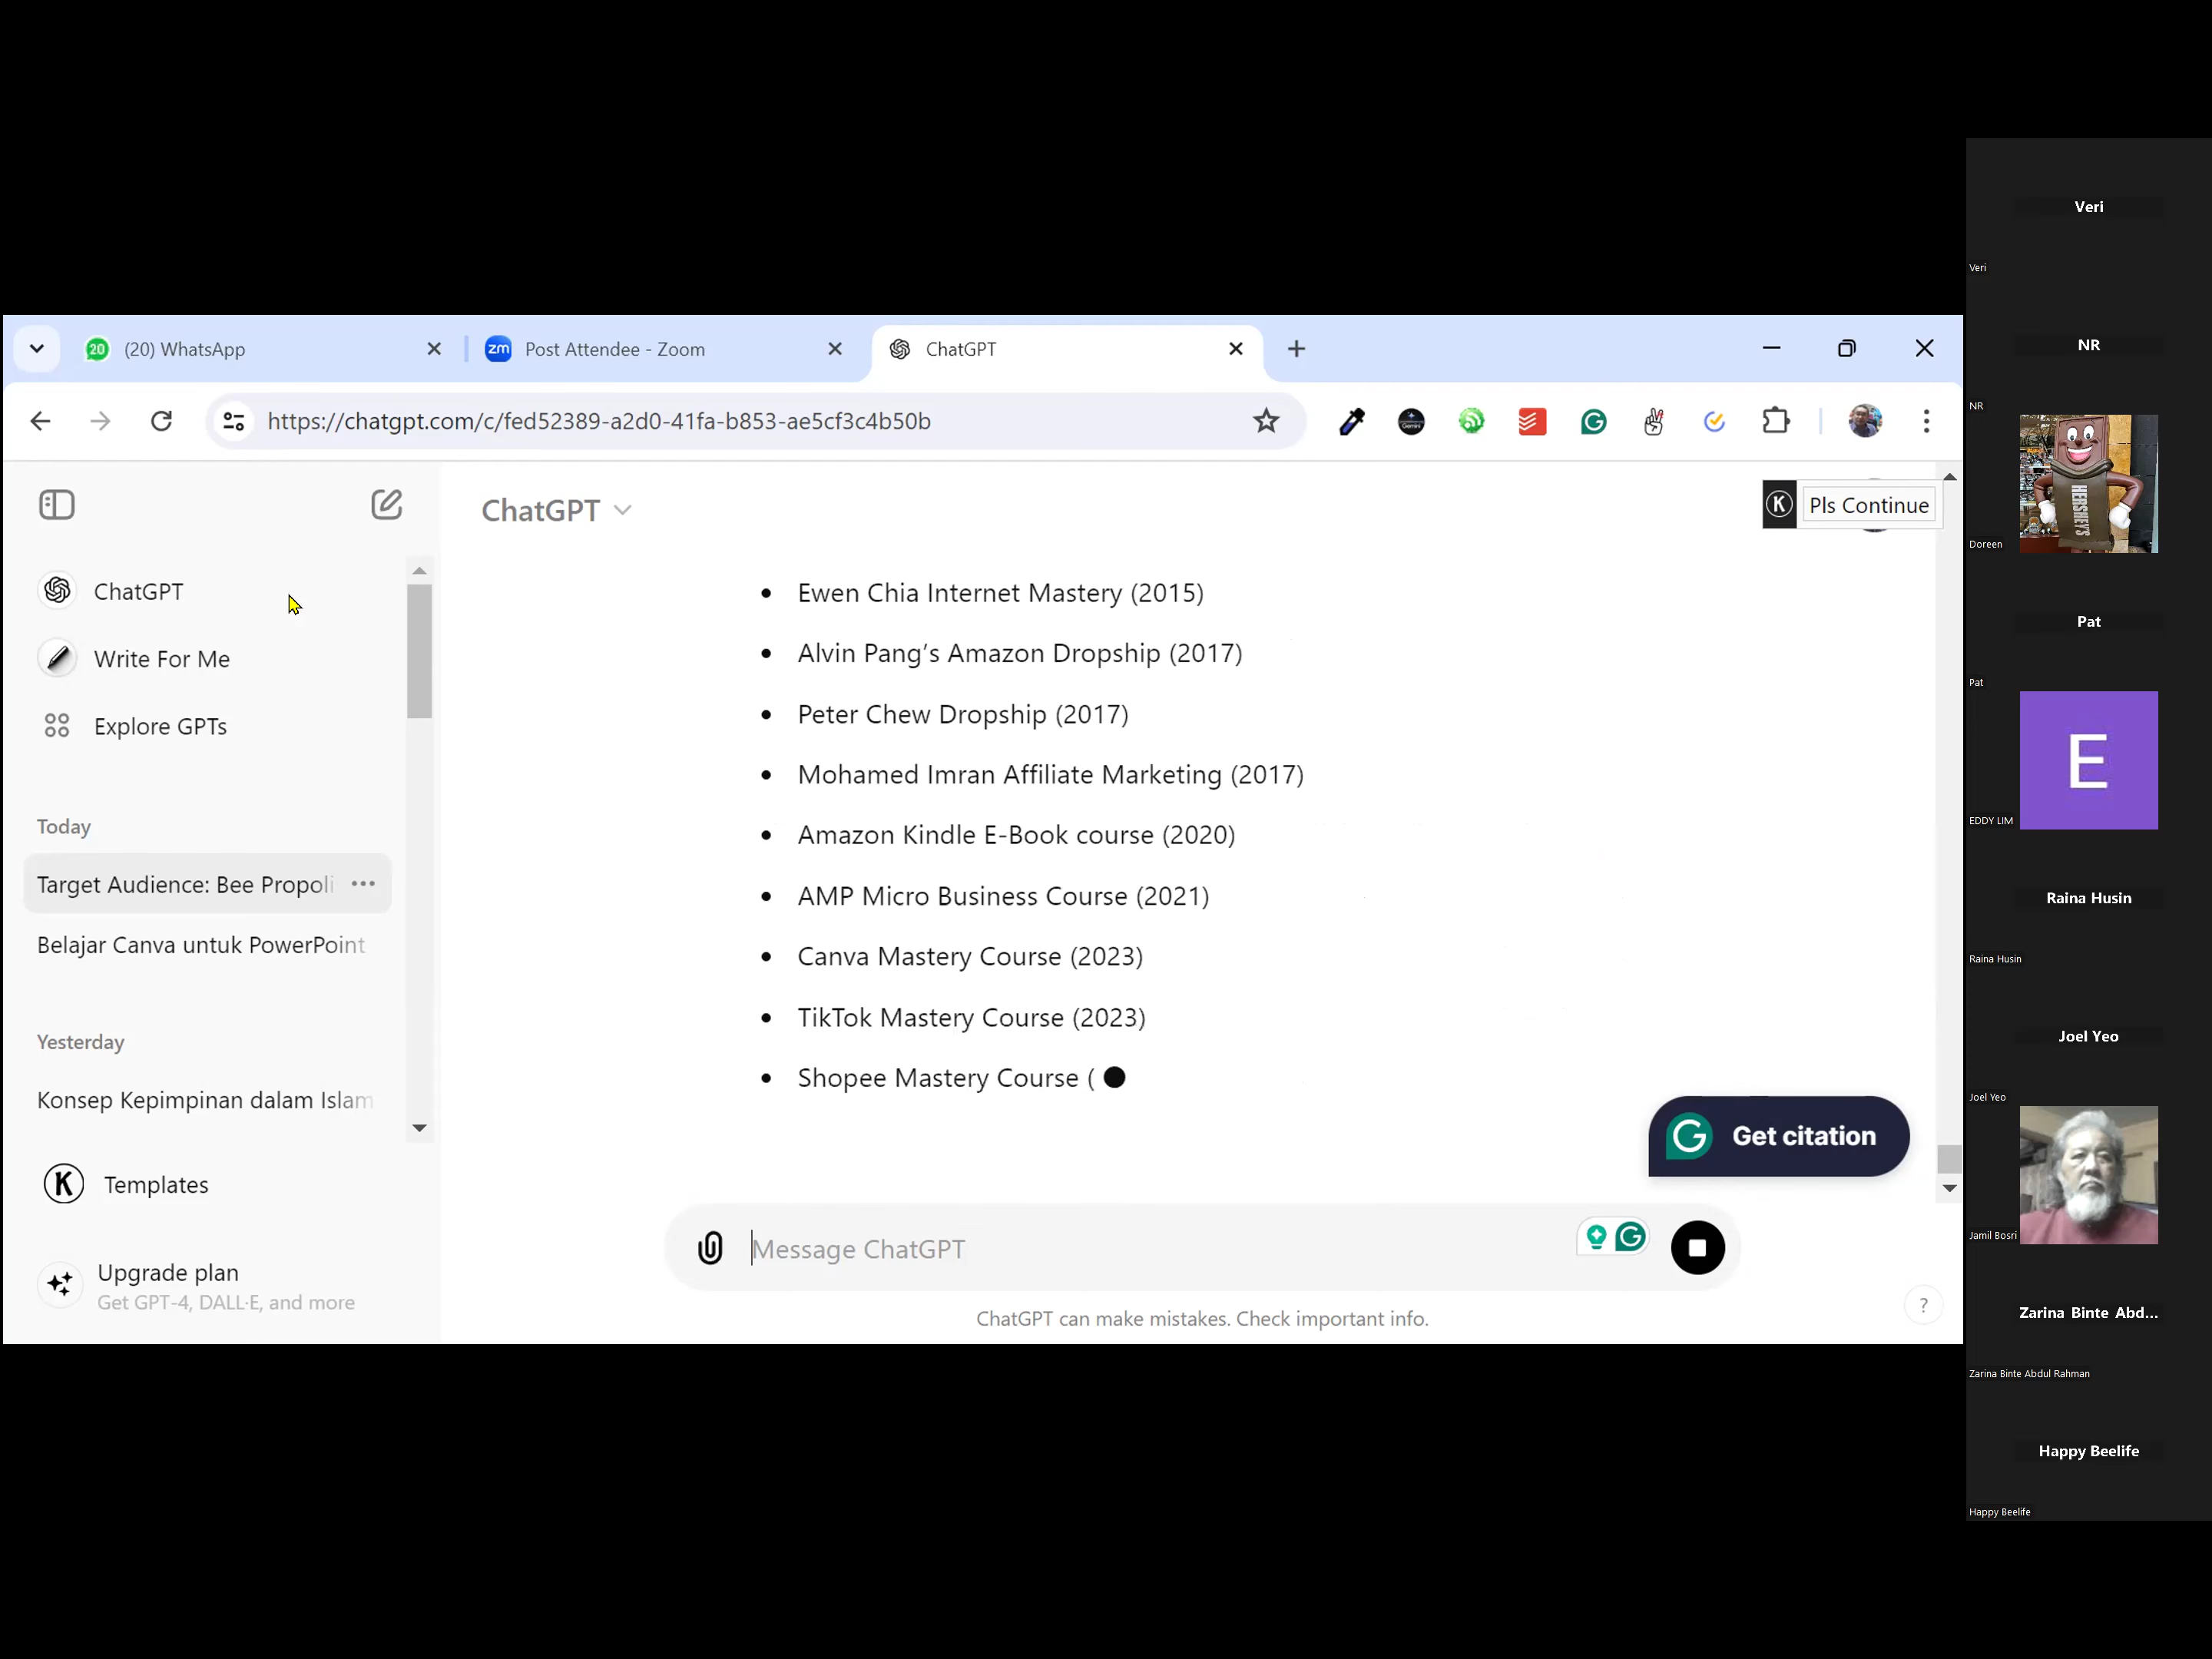 20
(20) WhatsApp
zm
Post Attendee - Zoom
ChatGPT
https://chatgpt.com/c/fed52389-a2d0-41fa-b853-ae5cf3c4b50b
ChatGPT
Write For Me
Explore GPTs
Today
Target Audience: Bee Propoli
Belajar Canva untuk PowerPoint
Yesterday
Konsep Kepimpinan dalam Islam
K
Templates
Upgrade plan
Get GPT-4, DALL·E, and more
ChatGPT
K
Pls Continue
• Ewen Chia Internet Mastery (2015)
• Alvin Pang’s Amazon Dropship (2017)
• Peter Chew Dropship (2017)
• Mohamed Imran Affiliate Marketing (2017)
• Amazon Kindle E-Book course (2020)
• AMP Micro Business Course (2021)
• Canva Mastery Course (2023)
• TikTok Mastery Course (2023)
• Shopee Mastery Course (
Get citation
Message ChatGPT
ChatGPT can make mistakes. Check important info.
?
Veri
Veri
NR
NR
HERSHEY'S
Doreen
Pat
Pat
E
EDDY LIM
Raina Husin
Raina Husin
Joel Yeo
Joel Yeo
Jamil Bosri
Zarina Binte Abd...
Zarina Binte Abdul Rahman
Happy Beelife
Happy Beelife